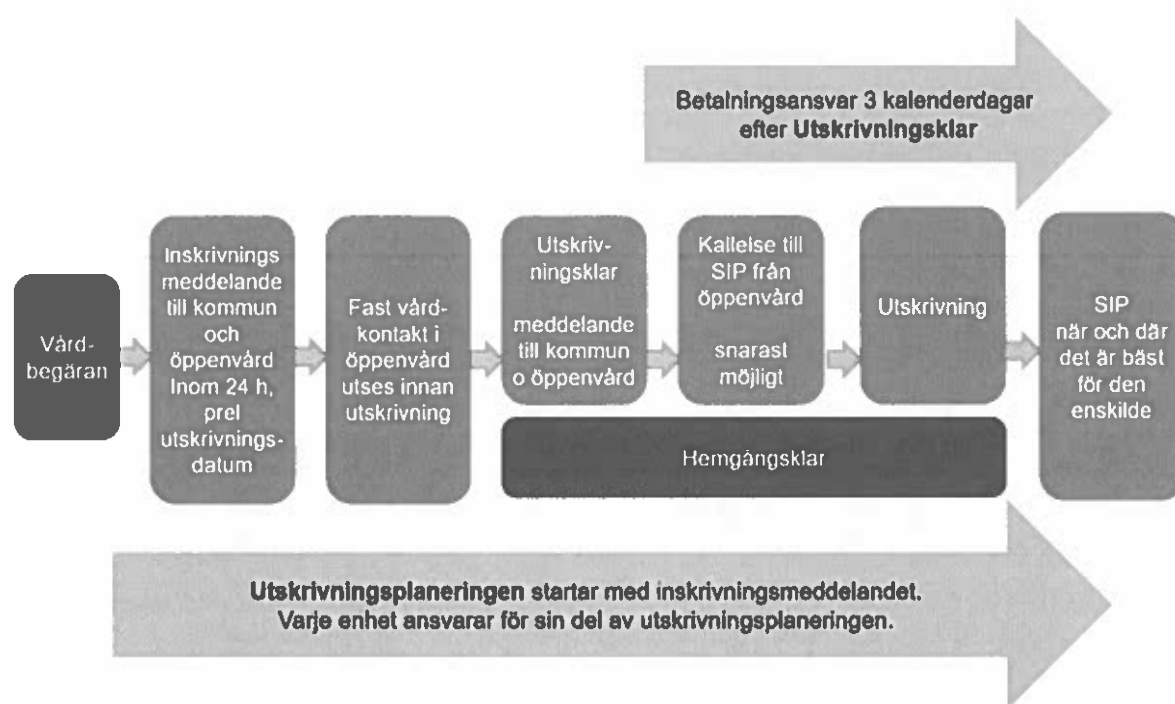 Betalningsansvar 3 kalenderdagar
efter Utskrivningsklar
Vård-
begäran
Inskrivnings
meddelande
till kommun
och
öppenvård
Inom 24 h,
prel
utskrivnings-
datum
Fast vård-
kontakt i
öppenvård
utses innan
utskrivning
Utskriv-
ningsklar
meddelande
till kommun
o öppenvård
Kallelse till
SIP från
öppenvård
snarast
möjligt
Utskrivning
SIP
när och där
det är bäst
för den
enskilde
Hemgångsklar
Utskrivningsplaneringen startar med inskrivningsmeddelandet.
Varje enhet ansvarar för sin del av utskrivningsplaneringen.